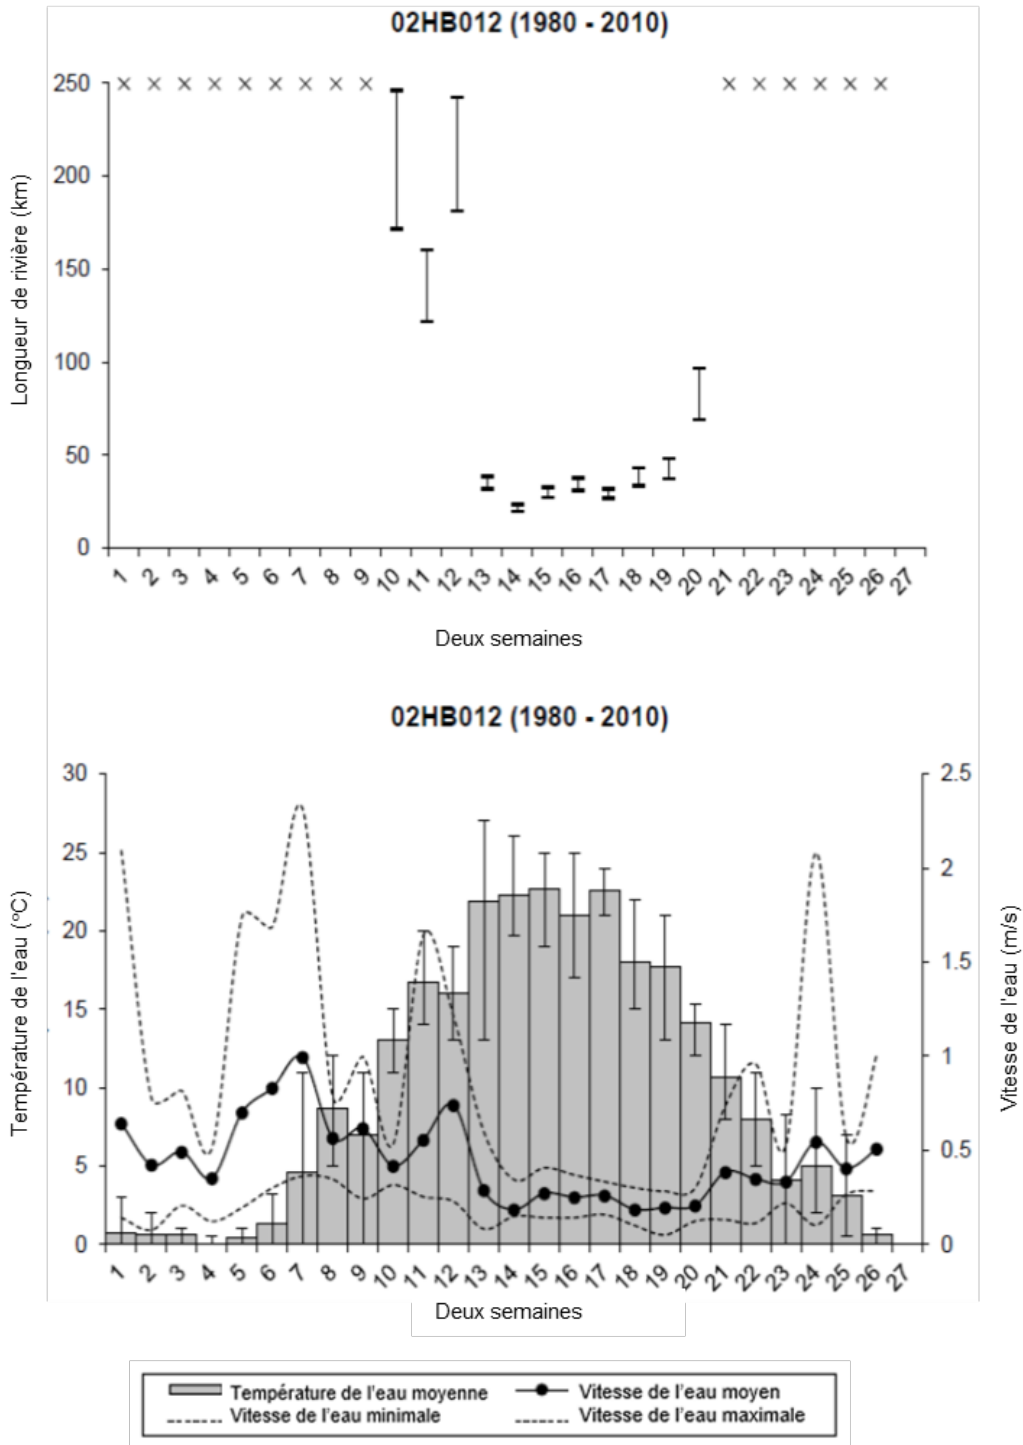 02HB012 (1980 - 2010)
Longueur de rivière (km)
250
200
150
100
50
0
1 2 3 4 5 6 7 8 9 10 11 12 13 14 15 16 17 18 19 20 21 22 23 24 25 26 27
Deux semaines
02HB012 (1980 - 2010)
Température de l'eau (°C)
30
25
20
15
10
5
0
2.5
2
1.5
1
0.5
0
Vitesse de l'eau (m/s)
1 2 3 4 5 6 7 8 9 10 11 12 13 14 15 16 17 18 19 20 21 22 23 24 25 26 27
Deux semaines
Température de l'eau moyenne
Vitesse de l'eau moyen
Vitesse de l'eau minimale
Vitesse de l'eau maximale